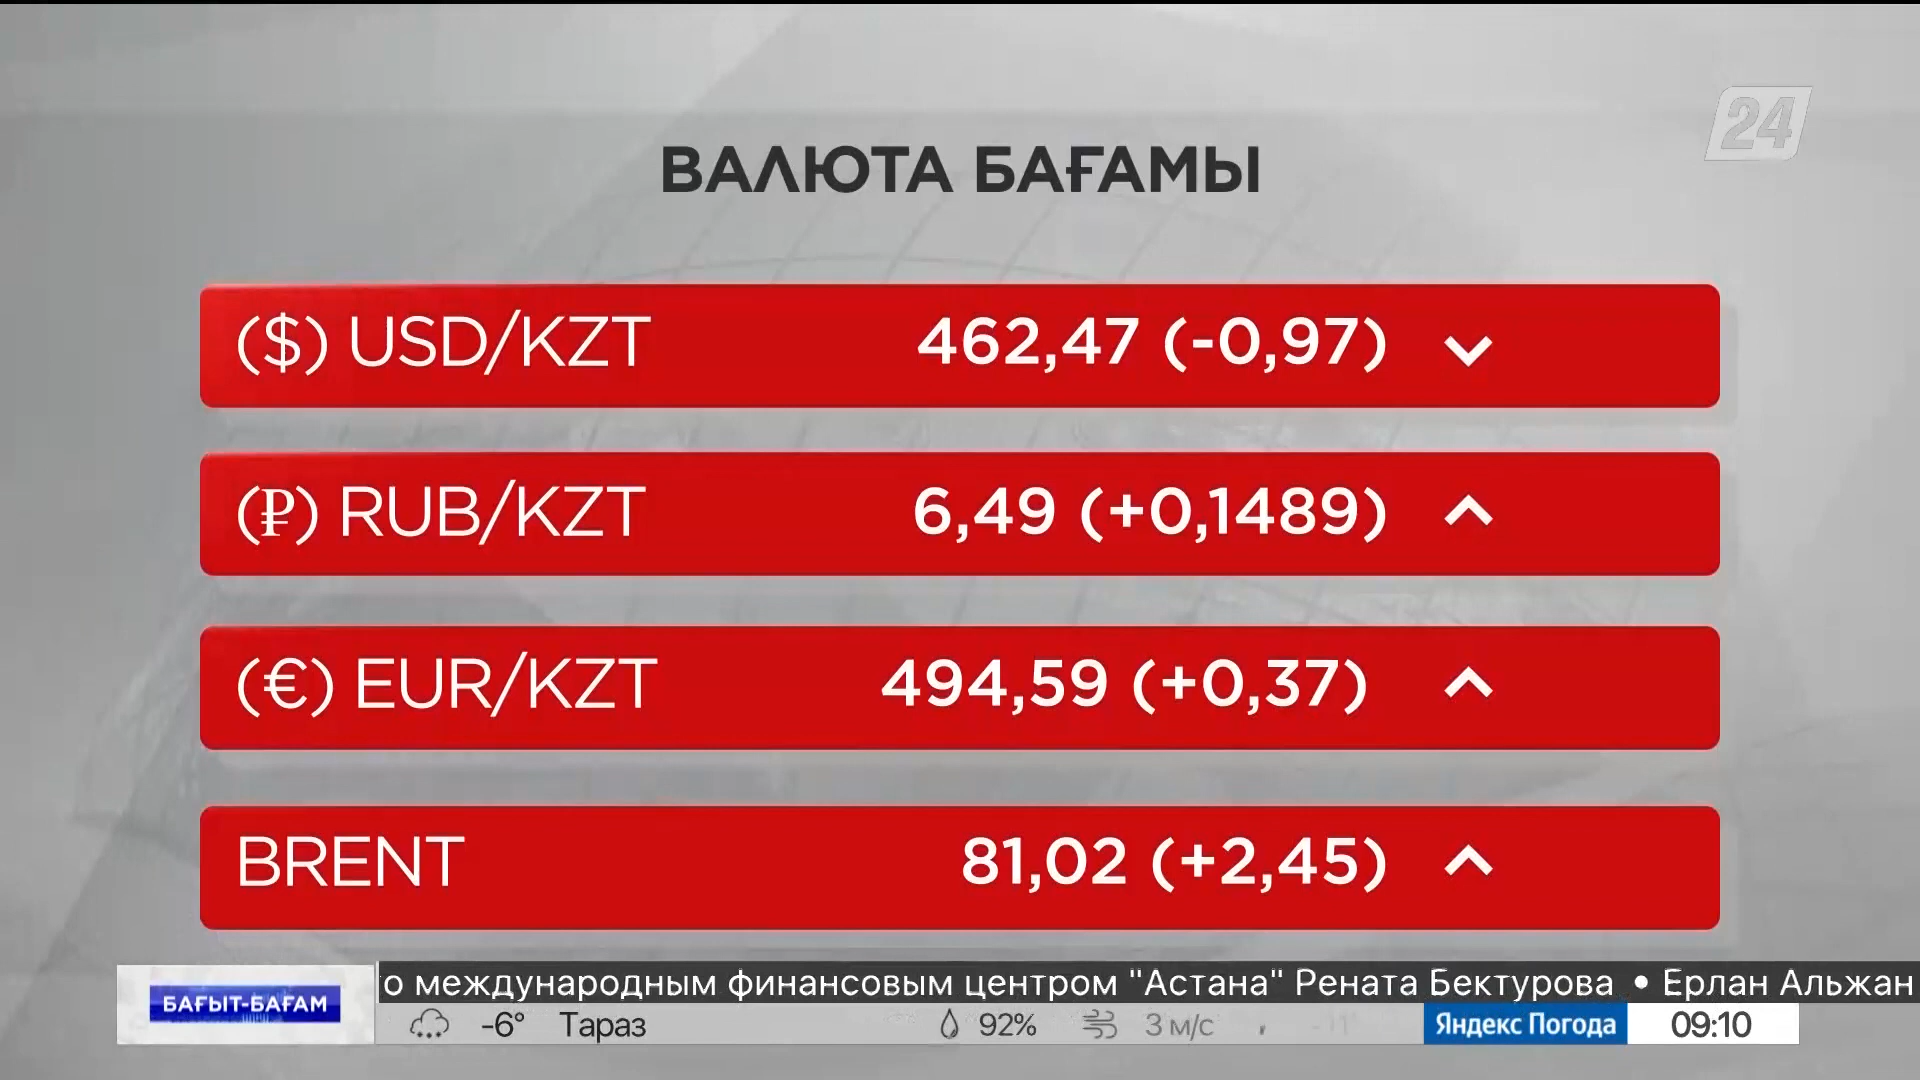 24
ВАЛЮТА БАҒАМЫ
($) USD/KZT 462,47 (-0,97)
(₽) RUB/KZT 6,49 (+0,1489)
(€) EUR/KZT 494,59 (+0,37)
BRENT 81,02 (+2,45)
о международным финансовым центром "Астана" Рената Бектурова • Ерлан Альжан
БАҒЫТ-БАҒАМ
-6° Тараз 92% 3 м/с -11° Яндекс Погода 09:10